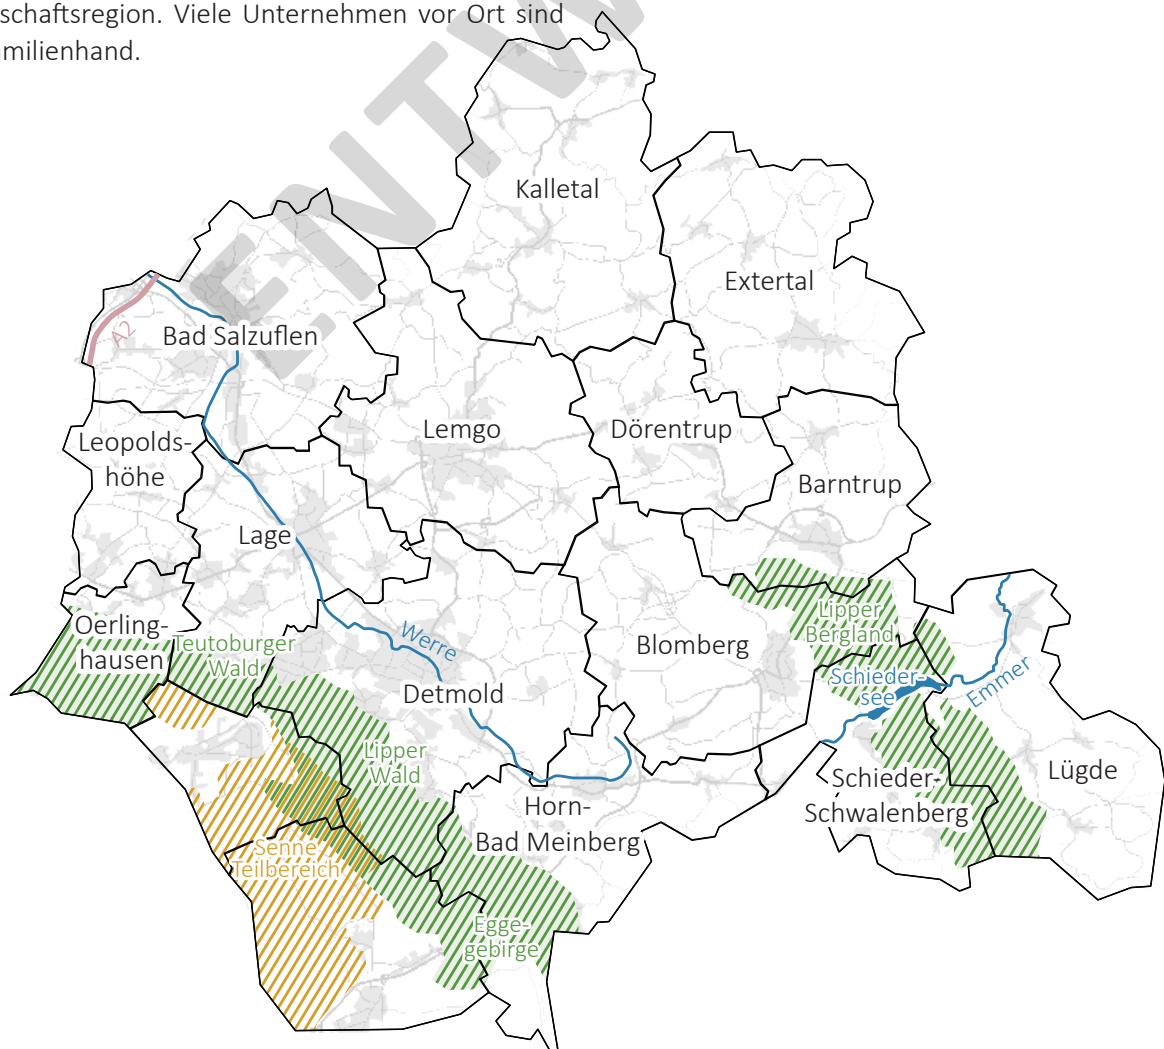 schaftsregion. Viele Unternehmen vor Ort sind
amilienhand.
ENTW
Kalletal
Extertal
A2
Bad Salzuflen
Leopolds-
höhe
Lemgo
Dörentrup
Barntrup
Lage
Oerling-
hausen
Teutoburger
Wald
Werre
Detmold
Blomberg
Lipper
Bergland
Schieder-
see
Emmer
Lipper
Wald
Horn-
Bad Meinberg
Schieder-
Schwalenberg
Lügde
Senne
Teilbereich
Egge-
gebirge